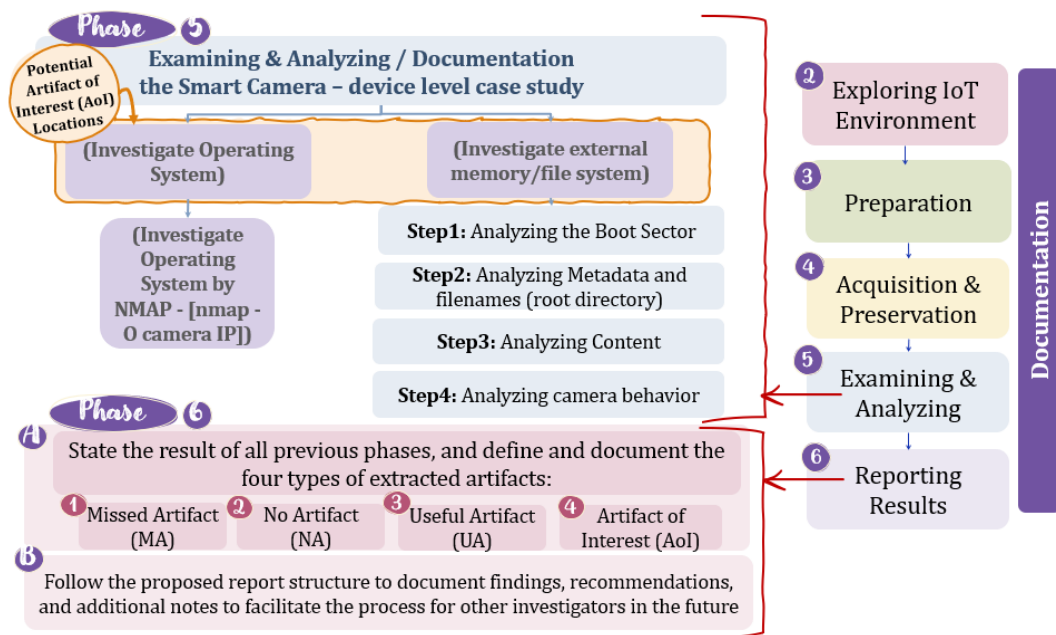 Phase 5
Examining & Analyzing / Documentation
the Smart Camera – device level case study
Potential
Artifact of
Interest (AoI)
Locations
(Investigate Operating
System)
(Investigate external
memory/file system)
(Investigate
Operating
System by
NMAP - [nmap -
O camera IP])
Step1: Analyzing the Boot Sector
Step2: Analyzing Metadata and
filenames (root directory)
Step3: Analyzing Content
Step4: Analyzing camera behavior
Phase 6
A
State the result of all previous phases, and define and document the
four types of extracted artifacts:
1
Missed Artifact
(MA)
2
No Artifact
(NA)
3
Useful Artifact
(UA)
4
Artifact of
Interest (AoI)
B
Follow the proposed report structure to document findings, recommendations,
and additional notes to facilitate the process for other investigators in the future
2
Exploring IoT
Environment
3
Preparation
4
Acquisition &
Preservation
5
Examining &
Analyzing
6
Reporting
Results
Documentation